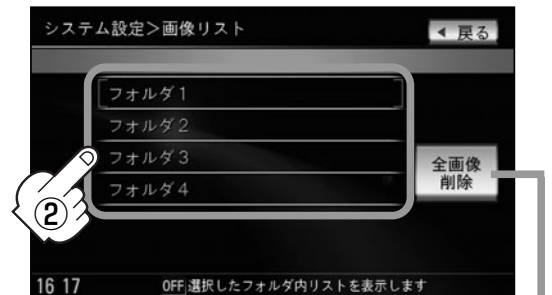 システム設定＞画像リスト
◀ 戻る
フォルダ1
フォルダ2
フォルダ3
フォルダ4
全画像
削除
②
16 17
OFF 選択したフォルダ内リストを表示します